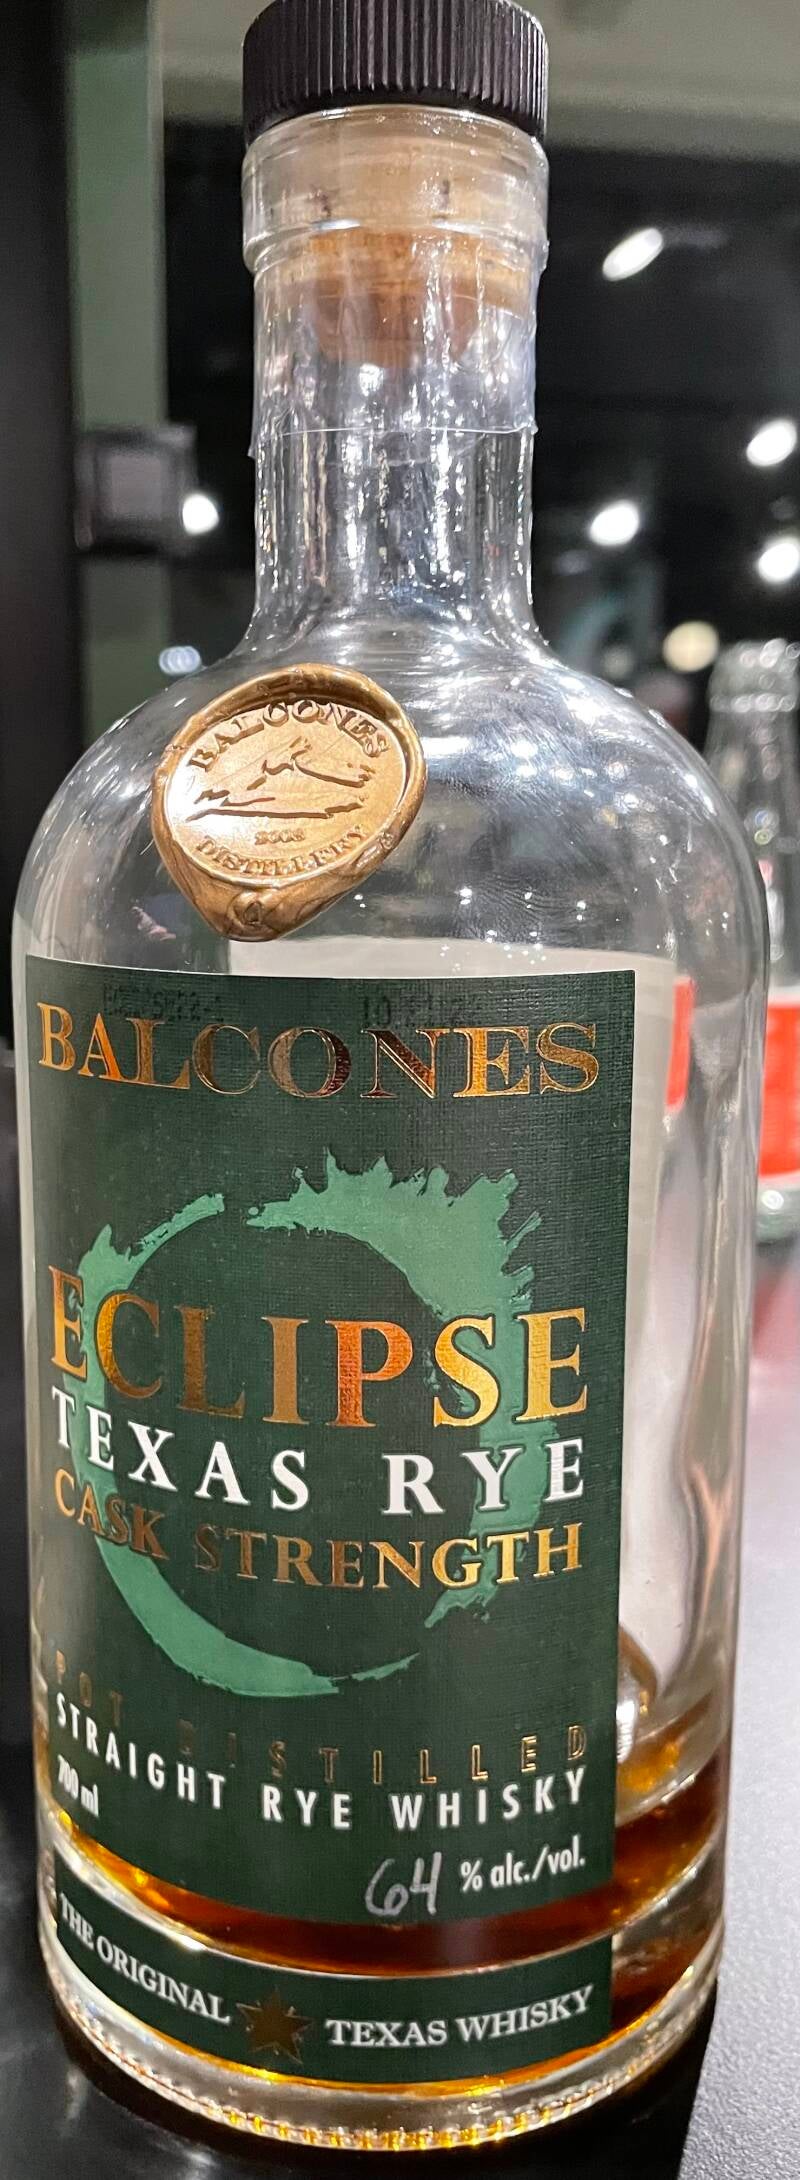 BALCONES
2008
DISTILLERY
BALCONES
ECLIPSE
TEXAS RYE
CASK STRENGTH
POT DISTILLED
STRAIGHT RYE WHISKY
700 ml
64 % alc./vol.
THE ORIGINAL TEXAS WHISKY